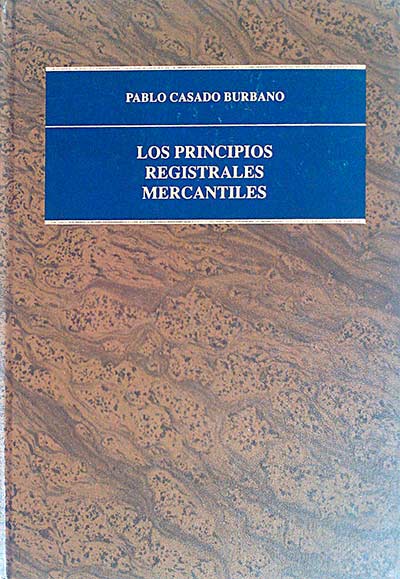 PABLO CASADO BURBANO
LOS PRINCIPIOS
REGISTRALES
MERCANTILES